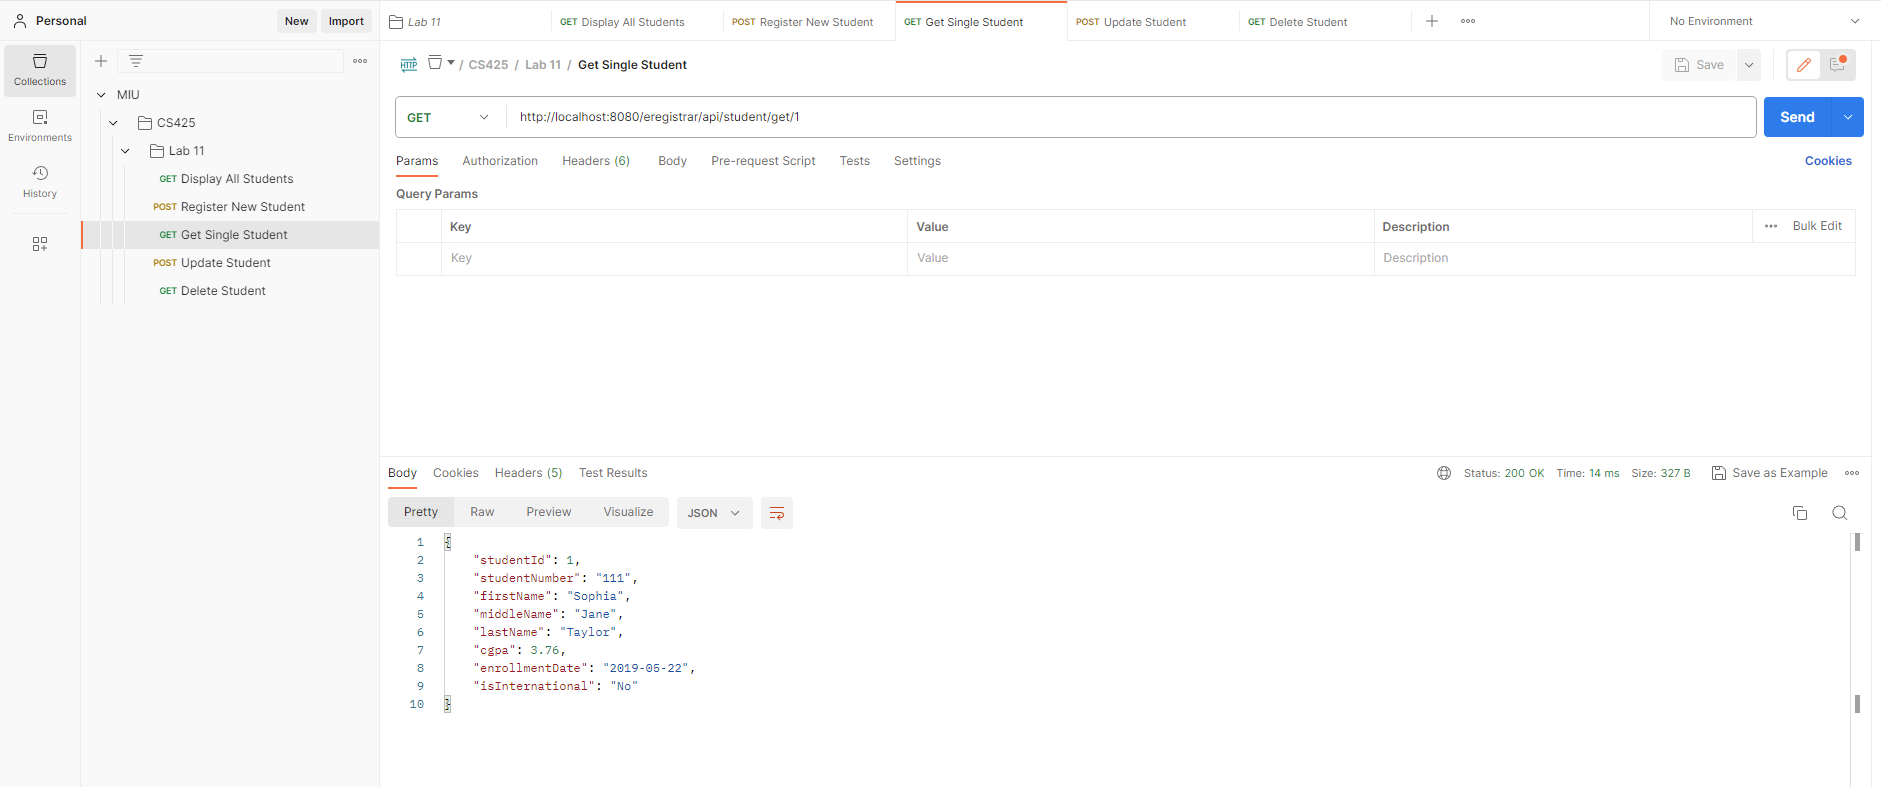 Personal
New Import
Lab 11
GET Display All Students
POST Register New Student
GET Get Single Student
POST Update Student
GET Delete Student
No Environment
Collections
Environments
History
MIU
CS425
Lab 11
GET Display All Students
POST Register New Student
GET Get Single Student
POST Update Student
GET Delete Student
HTTP / CS425 / Lab 11 / Get Single Student
Save
GET http://localhost:8080/eregistrar/api/student/get/1
Send
Params Authorization Headers (6) Body Pre-request Script Tests Settings Cookies
Query Params
Key Value Description Bulk Edit
Key Value Description
Body Cookies Headers (5) Test Results Status: 200 OK Time: 14 ms Size: 327 B Save as Example
Pretty Raw Preview Visualize JSON
1 {
2 "studentId": 1,
3 "studentNumber": "111",
4 "firstName": "Sophia",
5 "middleName": "Jane",
6 "lastName": "Taylor",
7 "cgpa": 3.76,
8 "enrollmentDate": "2019-05-22",
9 "isInternational": "No"
10 }